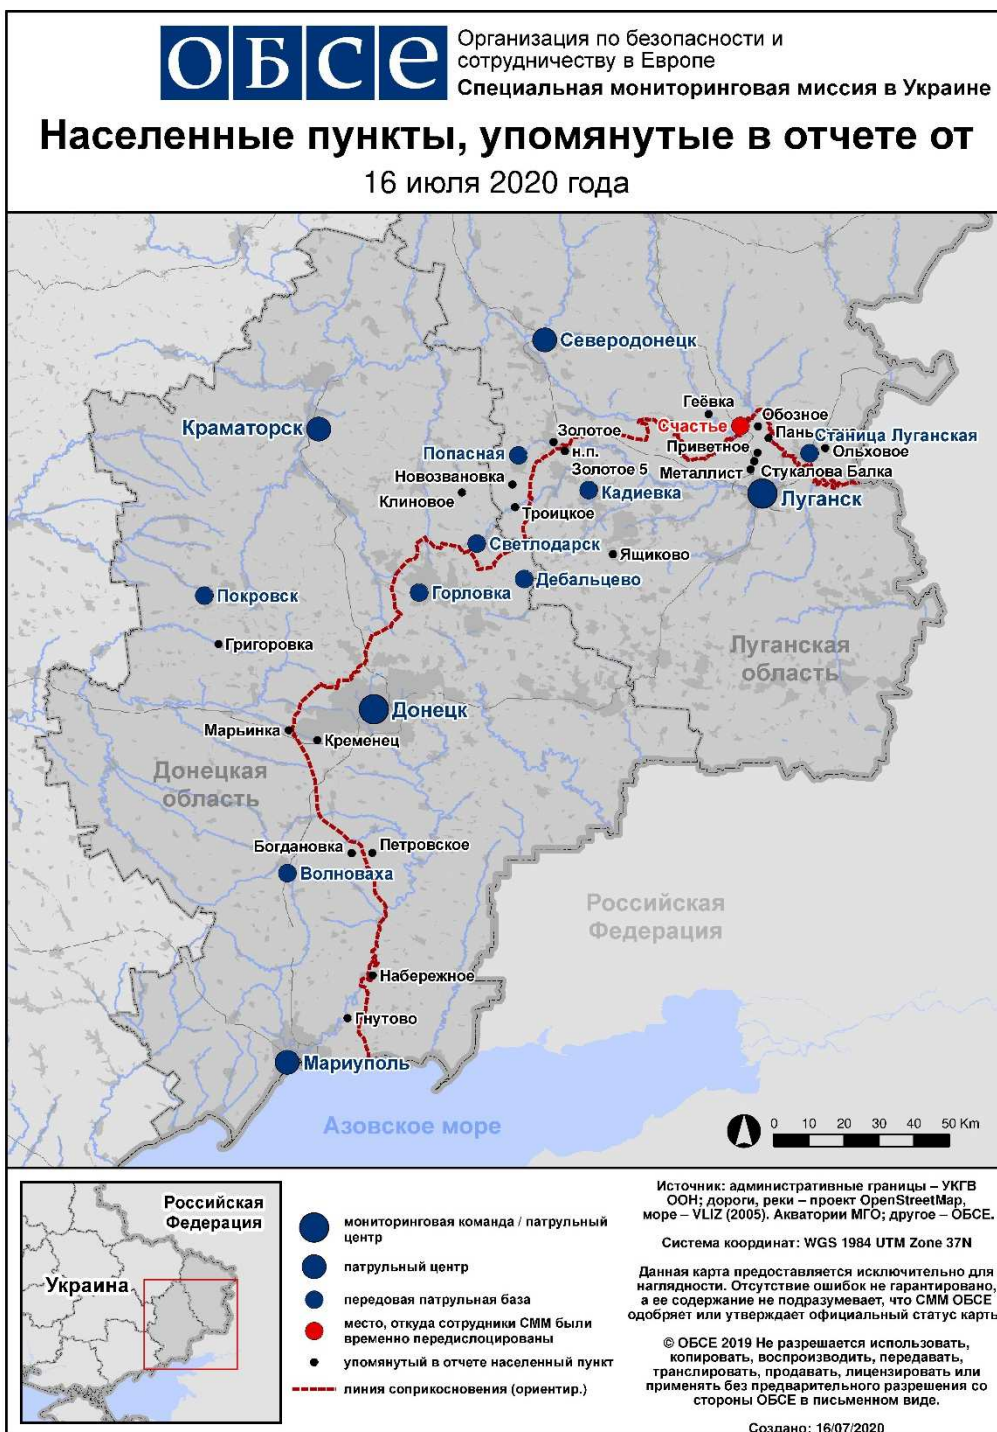 ОБСЕ
Организация по безопасности и
сотрудничеству в Европе
Специальная мониторинговая миссия в Украине
Населенные пункты, упомянутые в отчете от
16 июля 2020 года
Северодонецк
Геёвка
Обозное
Краматорск
Счастье
Золотое
Станица Луганская
Попасная
н.п.
Золотое 5
Приветное
Ольховое
Новозвановка
Металлист
Стукалова Балка
Клиновое
Кадиевка
Луганск
Троицкое
Светлодарск
Ящиково
Дебальцево
Покровск
Горловка
Григоровка
Луганская
область
Донецк
Марьинка
Кременец
Донецкая
область
Богдановка
Петровское
Волноваха
Российская
Федерация
Набережное
Гнутово
Мариуполь
Азовское море
0 10 20 30 40 50 Km
Российская
Федерация
Украина
мониторинговая команда / патрульный
центр
патрульный центр
передовая патрульная база
место, откуда сотрудники СММ были
временно передислоцированы
упомянутый в отчете населенный пункт
линия соприкосновения (ориентир.)
Источник: административные границы – УКГВ
ООН; дороги, реки – проект OpenStreetMap,
море – VLIZ (2005). Акватории МГО; другое – ОБСЕ.
Система координат: WGS 1984 UTM Zone 37N
Данная карта предоставляется исключительно для
наглядности. Отсутствие ошибок не гарантировано,
а ее содержание не подразумевает, что СММ ОБСЕ
одобряет или утверждает официальный статус карты.
© ОБСЕ 2019 Не разрешается использовать,
копировать, воспроизводить, передавать,
транслировать, продавать, лицензировать или
применять без предварительного разрешения со
стороны ОБСЕ в письменном виде.
Создано: 16/07/2020